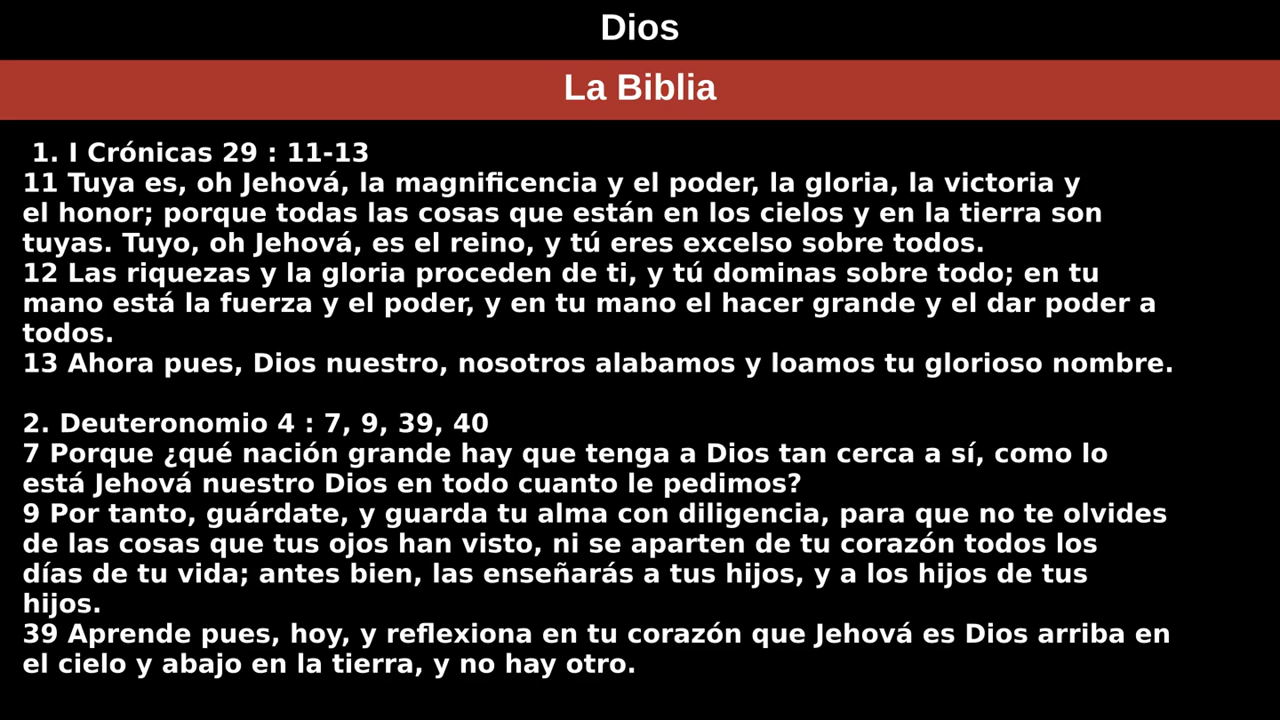 Dios
La Biblia
1. I Crónicas 29 : 11-13
11 Tuya es, oh Jehová, la magnificencia y el poder, la gloria, la victoria y
el honor; porque todas las cosas que están en los cielos y en la tierra son
tuyas. Tuyo, oh Jehová, es el reino, y tú eres excelso sobre todos.
12 Las riquezas y la gloria proceden de ti, y tú dominas sobre todo; en tu
mano está la fuerza y el poder, y en tu mano el hacer grande y el dar poder a
todos.
13 Ahora pues, Dios nuestro, nosotros alabamos y loamos tu glorioso nombre.
2. Deuteronomio 4 : 7, 9, 39, 40
7 Porque ¿qué nación grande hay que tenga a Dios tan cerca a sí, como lo
está Jehová nuestro Dios en todo cuanto le pedimos?
9 Por tanto, guárdate, y guarda tu alma con diligencia, para que no te olvides
de las cosas que tus ojos han visto, ni se aparten de tu corazón todos los
días de tu vida; antes bien, las enseñarás a tus hijos, y a los hijos de tus
hijos.
39 Aprende pues, hoy, y reflexiona en tu corazón que Jehová es Dios arriba en
el cielo y abajo en la tierra, y no hay otro.